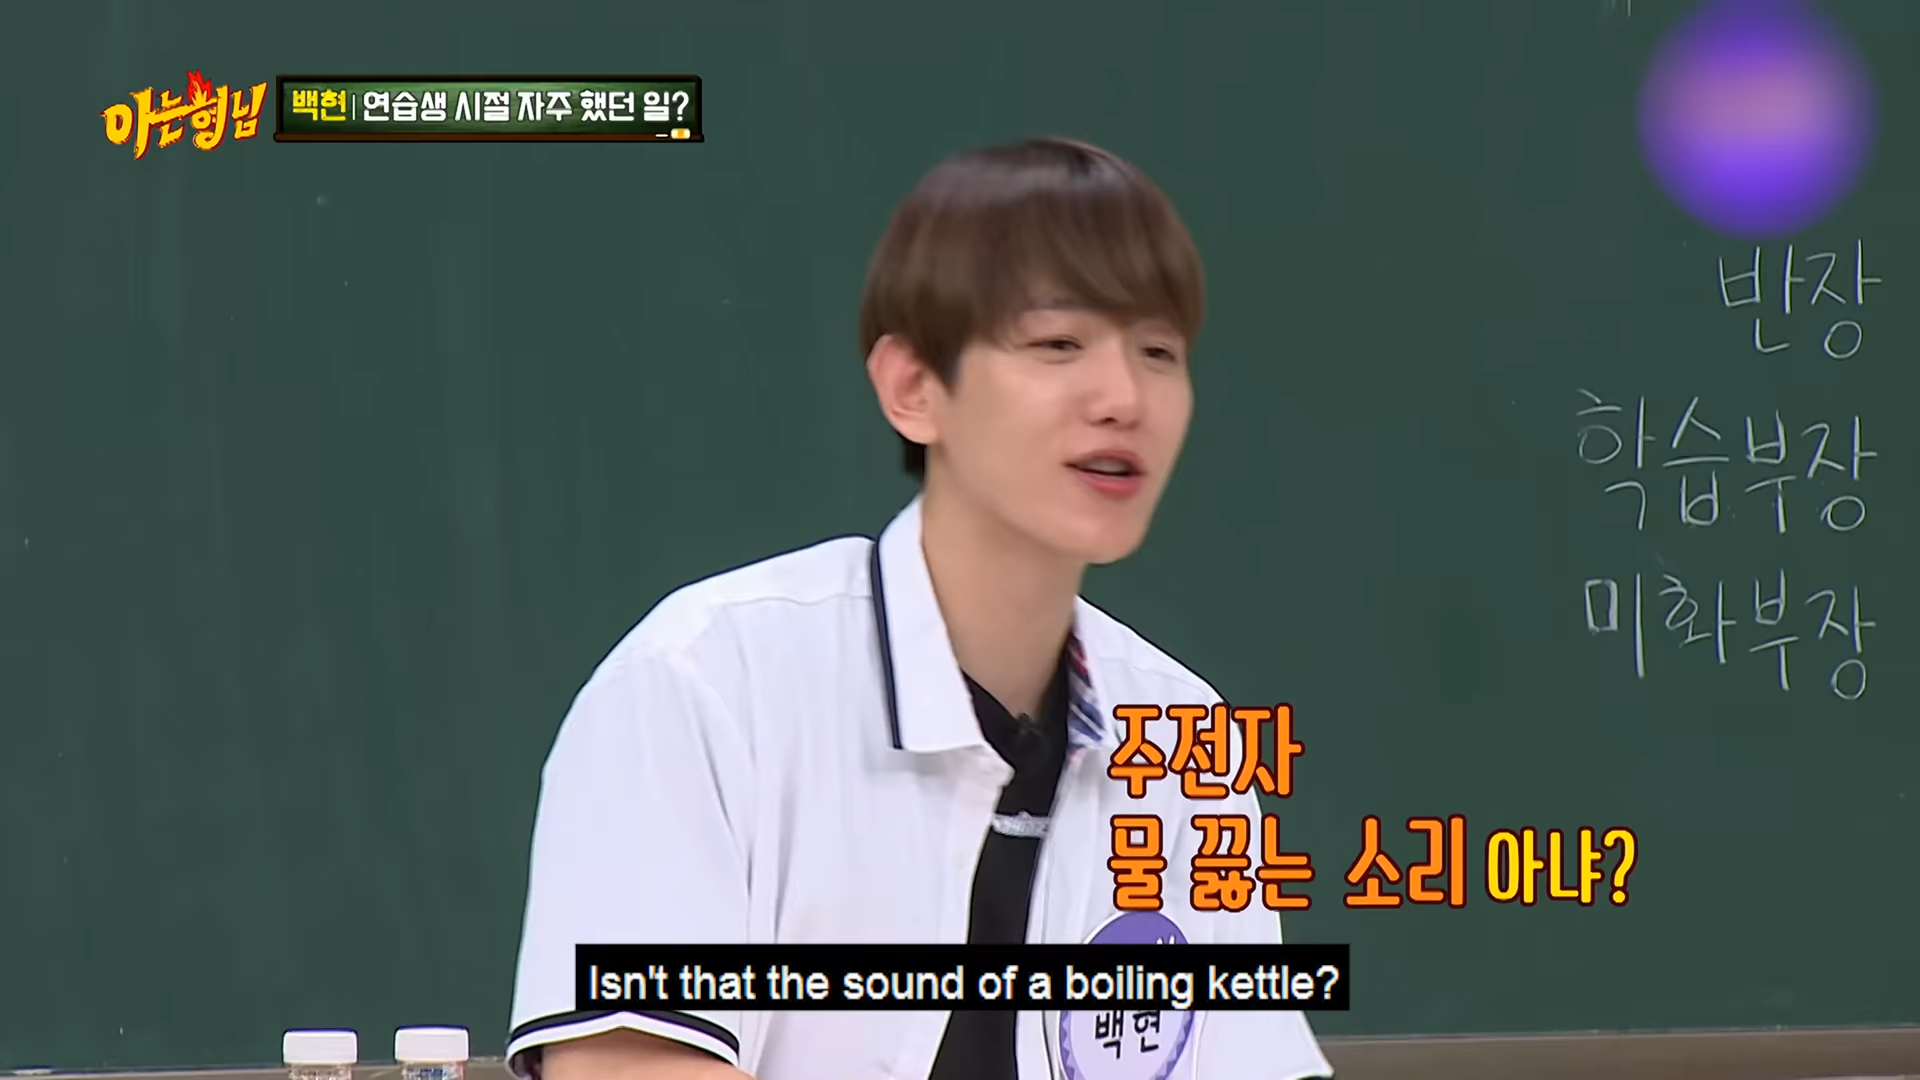 아는형님
백현 | 연습생 시절 자주 했던 일?
반장
학습부장
미화부장
주전자
물 끓는 소리 아냐?
Isn't that the sound of a boiling kettle?
백현